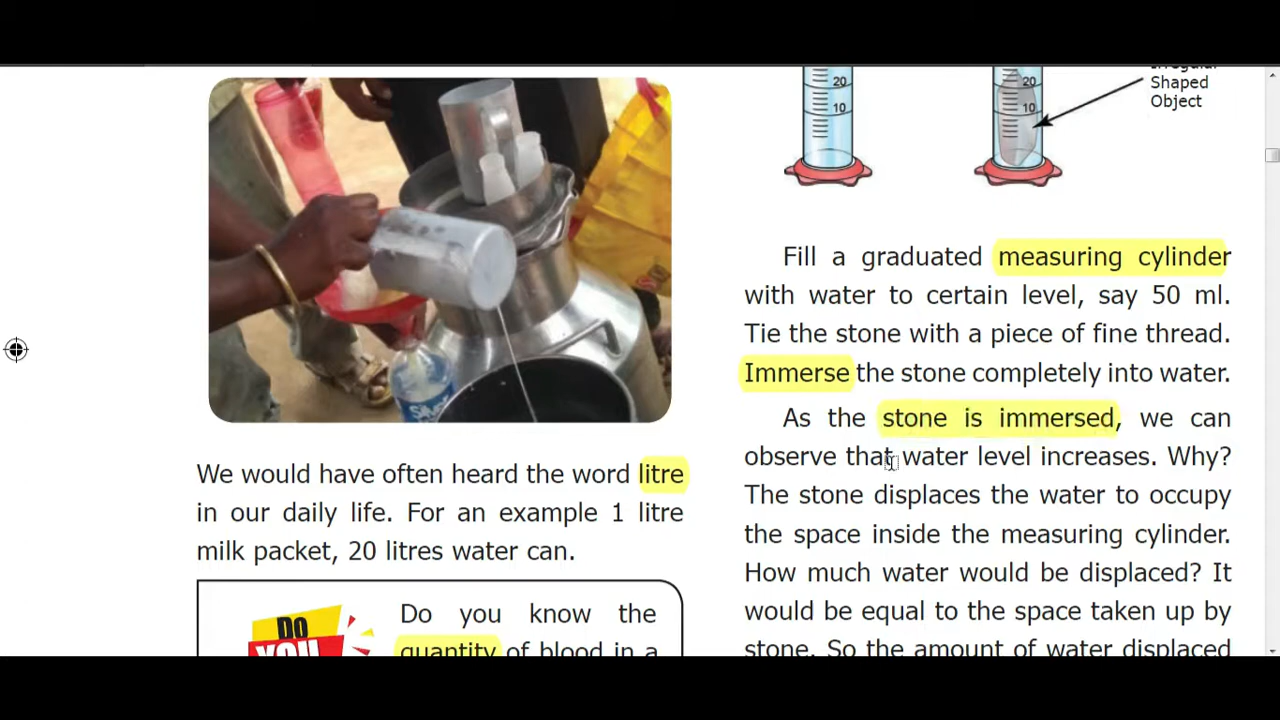 We would have often heard the word litre
in our daily life. For an example 1 litre
milk packet, 20 litres water can.
DO
YOU
Do you know the
quantity of blood in a
20
10
20
10
Shaped
Object
Fill a graduated measuring cylinder
with water to certain level, say 50 ml.
Tie the stone with a piece of fine thread.
Immerse the stone completely into water.
As the stone is immersed, we can
observe that water level increases. Why?
The stone displaces the water to occupy
the space inside the measuring cylinder.
How much water would be displaced? It
would be equal to the space taken up by
stone. So the amount of water displaced